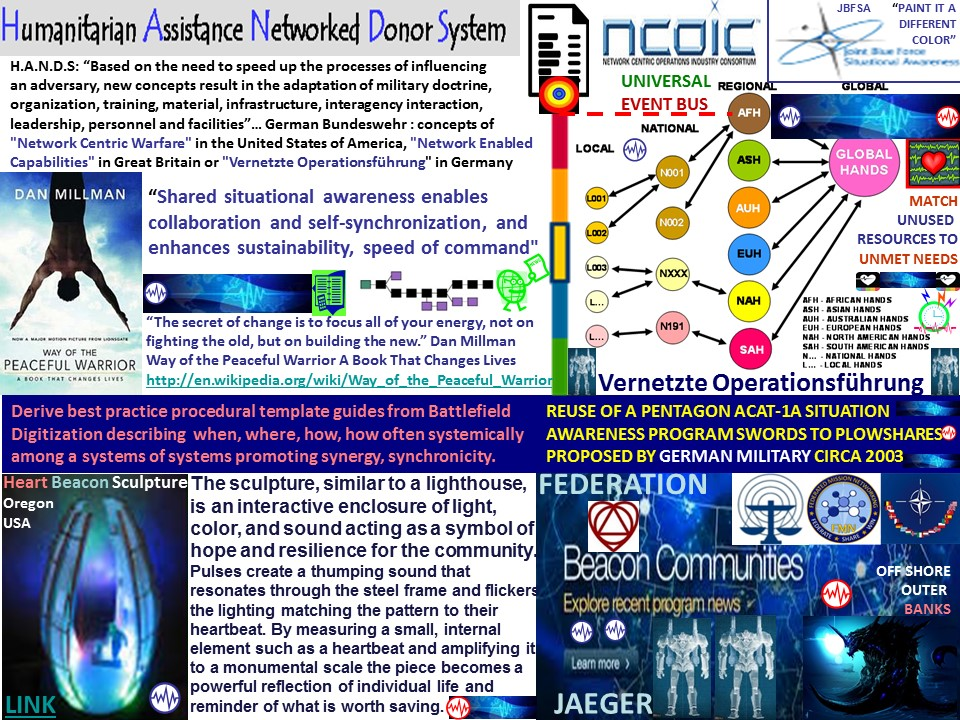 Humanitarian Assistance Networked Donor System
H.A.N.D.S: “Based on the need to speed up the processes of influencing
an adversary, new concepts result in the adaptation of military doctrine,
organization, training, material, infrastructure, interagency interaction,
leadership, personnel and facilities”… German Bundeswehr : concepts of
"Network Centric Warfare" in the United States of America, "Network Enabled
Capabilities" in Great Britain or "Vernetzte Operationsführung" in Germany
NCOIC
NETWORK CENTRIC OPERATIONS INDUSTRY CONSORTIUM
JBFSA “PAINT IT A
DIFFERENT
COLOR”
Joint Blue Force
Situational Awareness
UNIVERSAL
EVENT BUS
REGIONAL
GLOBAL
NATIONAL
LOCAL
AFH
ASH
AUH
EUH
NAH
SAH
N001
N002
NXXX
N191
L001
L002
L003
L...
L...
GLOBAL
HANDS
MATCH
UNUSED
RESOURCES TO
UNMET NEEDS
AFH - AFRICAN HANDS
ASH - ASIAN HANDS
AUH - AUSTRALIAN HANDS
EUH - EUROPEAN HANDS
NAH - NORTH AMERICAN HANDS
SAH - SOUTH AMERICAN HANDS
N... - NATIONAL HANDS
L... - LOCAL HANDS
Vernetzte Operationsführung
DAN MILLMAN
NOW A MAJOR MOTION PICTURE FROM LIONSGATE
WAY OF THE
PEACEFUL WARRIOR
A BOOK THAT CHANGES LIVES
“Shared situational awareness enables
collaboration and self-synchronization, and
enhances sustainability, speed of command"
NEWS
“The secret of change is to focus all of your energy, not on
fighting the old, but on building the new.” Dan Millman
Way of the Peaceful Warrior A Book That Changes Lives
http://en.wikipedia.org/wiki/Way_of_the_Peaceful_Warrior
Derive best practice procedural template guides from Battlefield
Digitization describing when, where, how, how often systemically
among a systems of systems promoting synergy, synchronicity.
REUSE OF A PENTAGON ACAT-1A SITUATION
AWARENESS PROGRAM SWORDS TO PLOWSHARES
PROPOSED BY GERMAN MILITARY CIRCA 2003
Heart Beacon Sculpture
Oregon
USA
LINK
The sculpture, similar to a lighthouse,
is an interactive enclosure of light,
color, and sound acting as a symbol of
hope and resilience for the community.
Pulses create a thumping sound that
resonates through the steel frame and flickers
the lighting matching the pattern to their
heartbeat. By measuring a small, internal
element such as a heartbeat and amplifying it
to a monumental scale the piece becomes a
powerful reflection of individual life and
reminder of what is worth saving.
FEDERATION
FEDERATED MISSION NETWORKING
FMN
FEDERATE SHARE WIN
Beacon Communities
Explore recent program news
Learn more
OFF SHORE
OUTER
BANKS
JAEGER